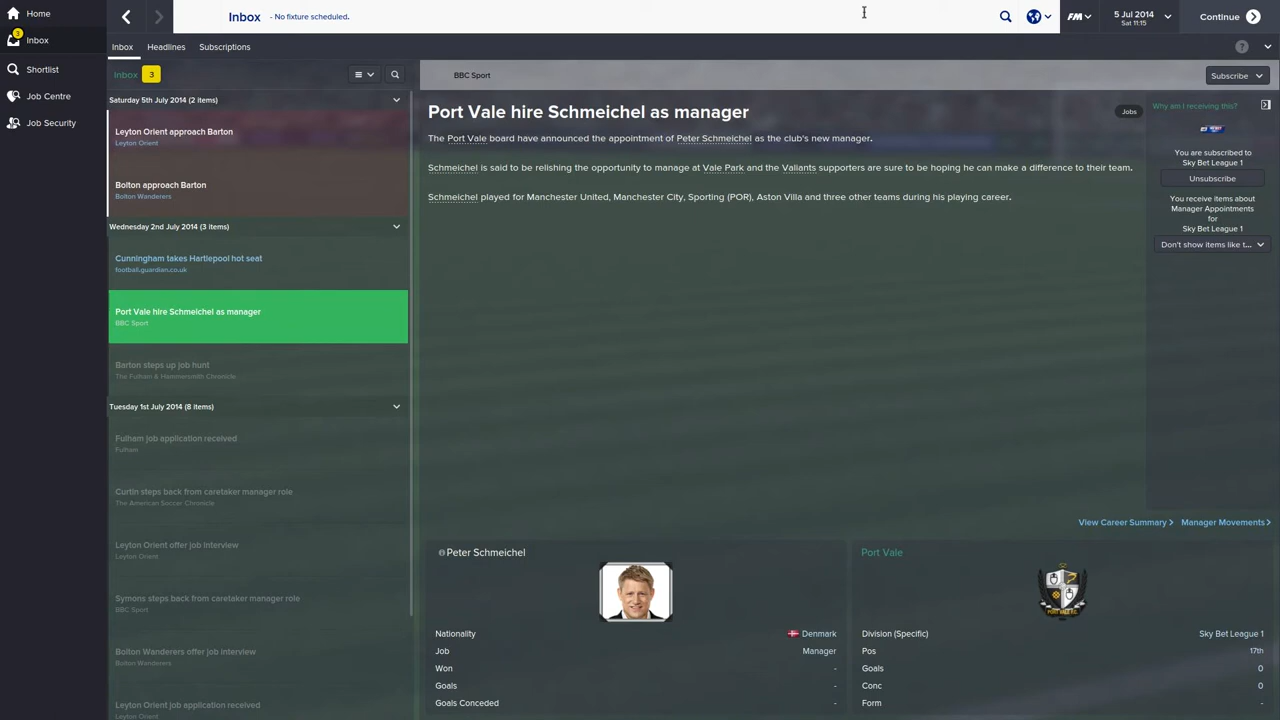 Home
3
Inbox
Shortlist
Job Centre
Job Security
Inbox - No fixture scheduled.
FM
5 Jul 2014
Sat 11:15
Continue
Inbox Headlines Subscriptions
?
Inbox 3
Saturday 5th July 2014 (2 items)
Leyton Orient approach Barton
Leyton Orient
Bolton approach Barton
Bolton Wanderers
Wednesday 2nd July 2014 (3 items)
Cunningham takes Hartlepool hot seat
football.guardian.co.uk
Port Vale hire Schmeichel as manager
BBC Sport
Barton steps up job hunt
The Fulham & Hammersmith Chronicle
Tuesday 1st July 2014 (8 items)
Fulham job application received
Fulham
Curtin steps back from caretaker manager role
The American Soccer Chronicle
Leyton Orient offer job interview
Leyton Orient
Symons steps back from caretaker manager role
BBC Sport
Bolton Wanderers offer job interview
Bolton Wanderers
Leyton Orient job application received
Leyton Orient
BBC Sport
Subscribe
Port Vale hire Schmeichel as manager
Jobs
The Port Vale board have announced the appointment of Peter Schmeichel as the club's new manager.
Schmeichel is said to be relishing the opportunity to manage at Vale Park and the Valiants supporters are sure to be hoping he can make a difference to their team.
Schmeichel played for Manchester United, Manchester City, Sporting (POR), Aston Villa and three other teams during his playing career.
Why am I receiving this?
You are subscribed to
Sky Bet League 1
Unsubscribe
You receive items about
Manager Appointments
for
Sky Bet League 1
Don't show items like t...
View Career Summary Manager Movements
Peter Schmeichel
Nationality Denmark
Job Manager
Won -
Goals -
Goals Conceded -
Port Vale
PORT VALE F.C.
Division (Specific) Sky Bet League 1
Pos 17th
Goals 0
Conc 0
Form -